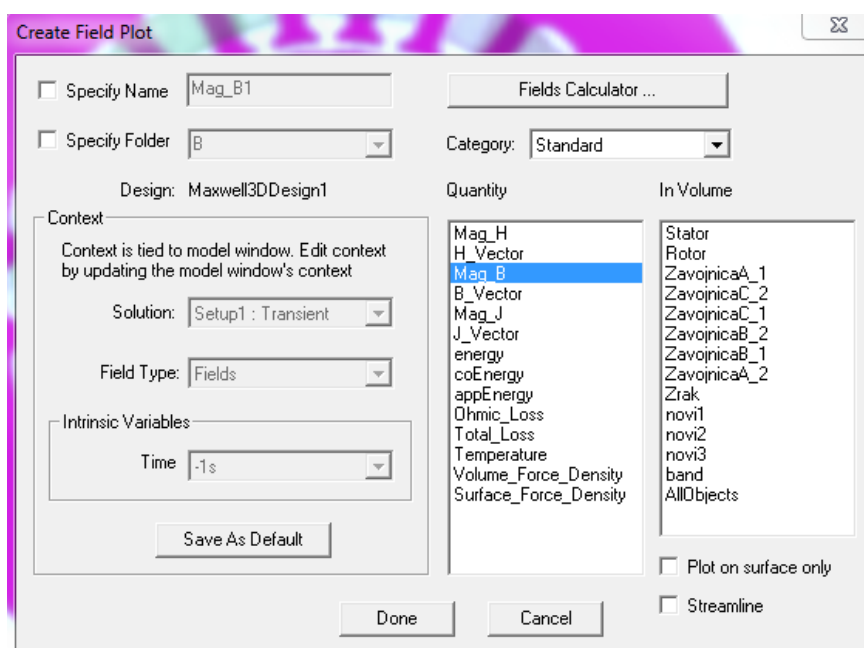 Create Field Plot
Specify Name
Mag_B1
Fields Calculator ...
Specify Folder
B
Category:
Standard
Design:
Maxwell3DDesign1
Quantity
In Volume
Context
Context is tied to model window. Edit context
by updating the model window's context
Solution:
Setup1 : Transient
Field Type:
Fields
Intrinsic Variables
Time
-1s
Save As Default
Mag_H
H_Vector
Mag_B
B_Vector
Mag_J
J_Vector
energy
coEnergy
appEnergy
Ohmic_Loss
Total_Loss
Temperature
Volume_Force_Density
Surface_Force_Density
Stator
Rotor
ZavojnicaA_1
ZavojnicaC_2
ZavojnicaC_1
ZavojnicaB_2
ZavojnicaB_1
ZavojnicaA_2
Zrak
novi1
novi2
novi3
band
AllObjects
Plot on surface only
Streamline
Done
Cancel